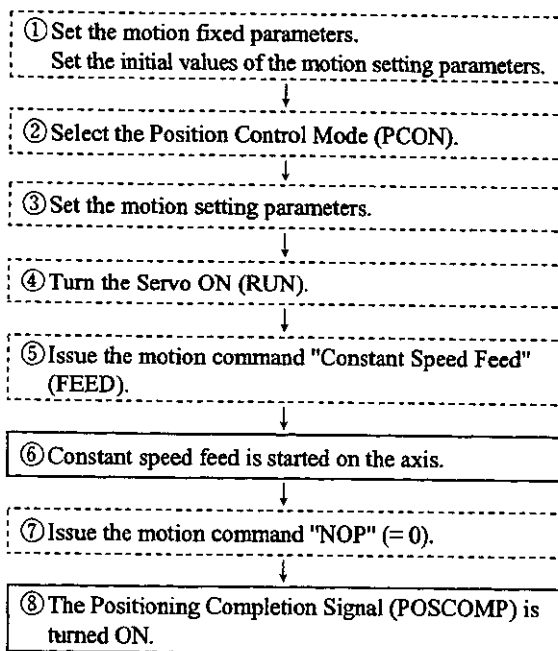 ①Set the motion fixed parameters.
Set the initial values of the motion setting parameters.
②Select the Position Control Mode (PCON).
③Set the motion setting parameters.
④Turn the Servo ON (RUN).
⑤Issue the motion command "Constant Speed Feed"
(FEED).
⑥Constant speed feed is started on the axis.
⑦Issue the motion command "NOP" (= 0).
⑧The Positioning Completion Signal (POSCOMP) is
turned ON.